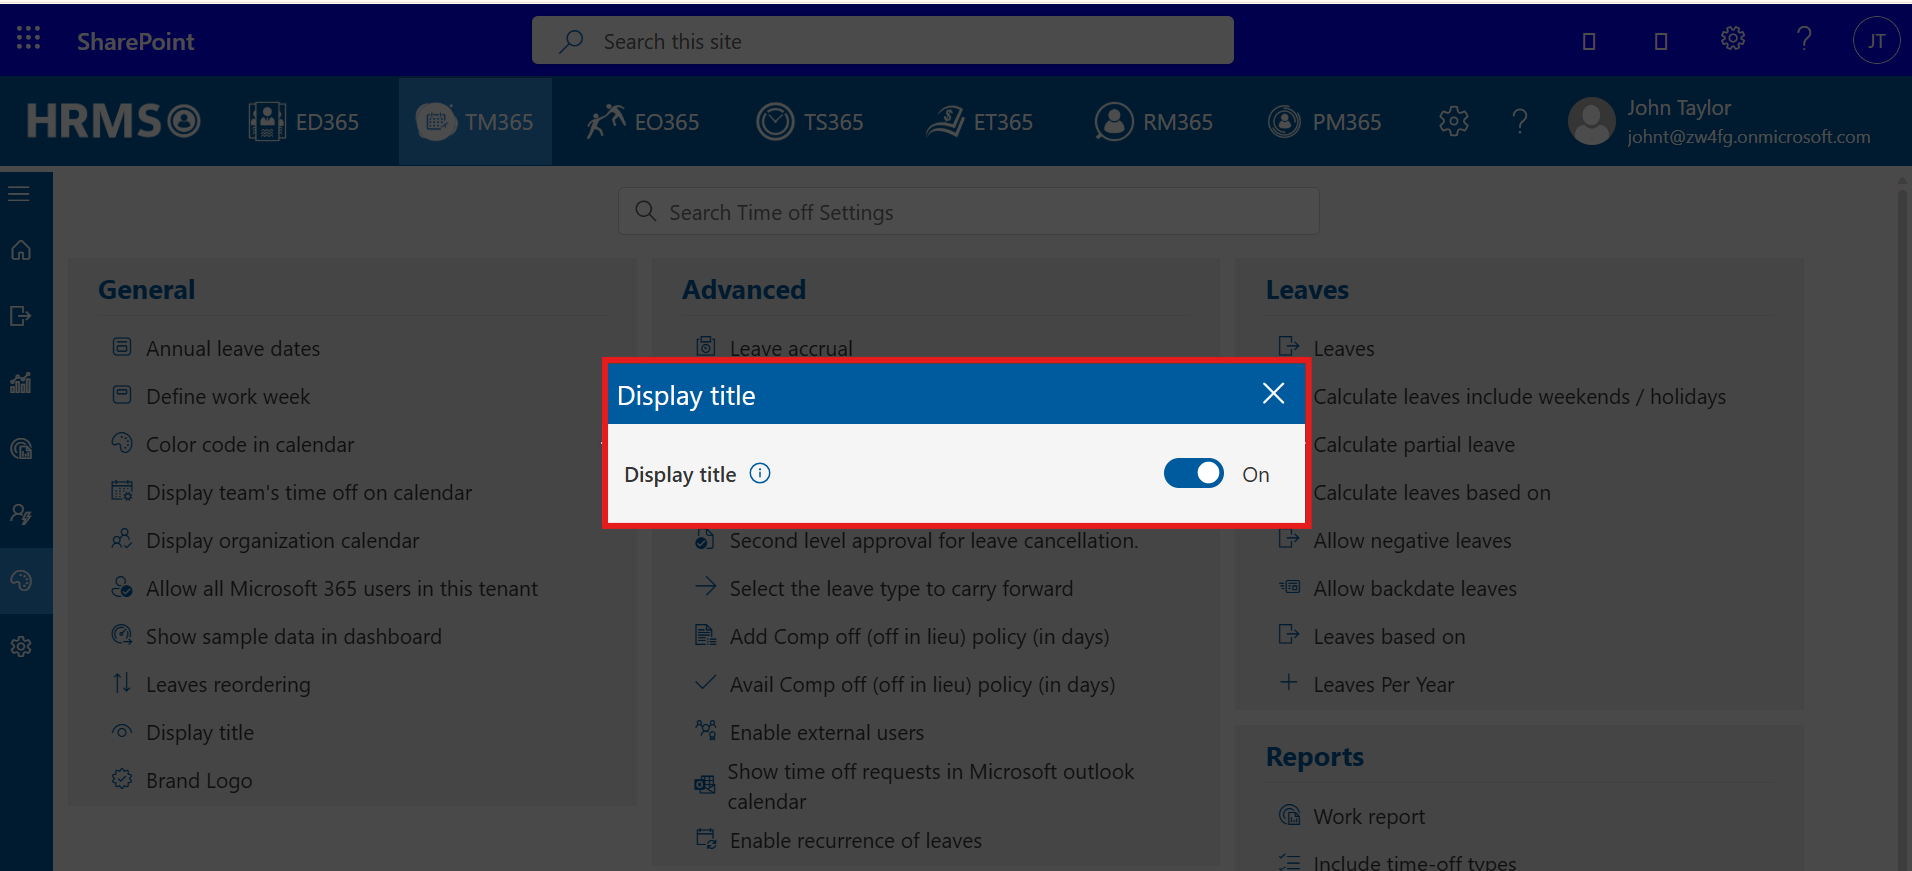 SharePoint
Search this site
JT
HRMS
ED365
TM365
EO365
TS365
ET365
RM365
PM365
John Taylor
johnt@zw4fg.onmicrosoft.com
Search Time off Settings
General
Annual leave dates
Define work week
Color code in calendar
Display team's time off on calendar
Display organization calendar
Allow all Microsoft 365 users in this tenant
Show sample data in dashboard
Leaves reordering
Display title
Brand Logo
Advanced
Leave accrual
Display title
Display title
On
Second level approval for leave cancellation.
Select the leave type to carry forward
Add Comp off (off in lieu) policy (in days)
Avail Comp off (off in lieu) policy (in days)
Enable external users
Show time off requests in Microsoft outlook
calendar
Enable recurrence of leaves
Leaves
Leaves
Calculate leaves include weekends / holidays
Calculate partial leave
Calculate leaves based on
Allow negative leaves
Allow backdate leaves
Leaves based on
Leaves Per Year
Reports
Work report
Include time-off types